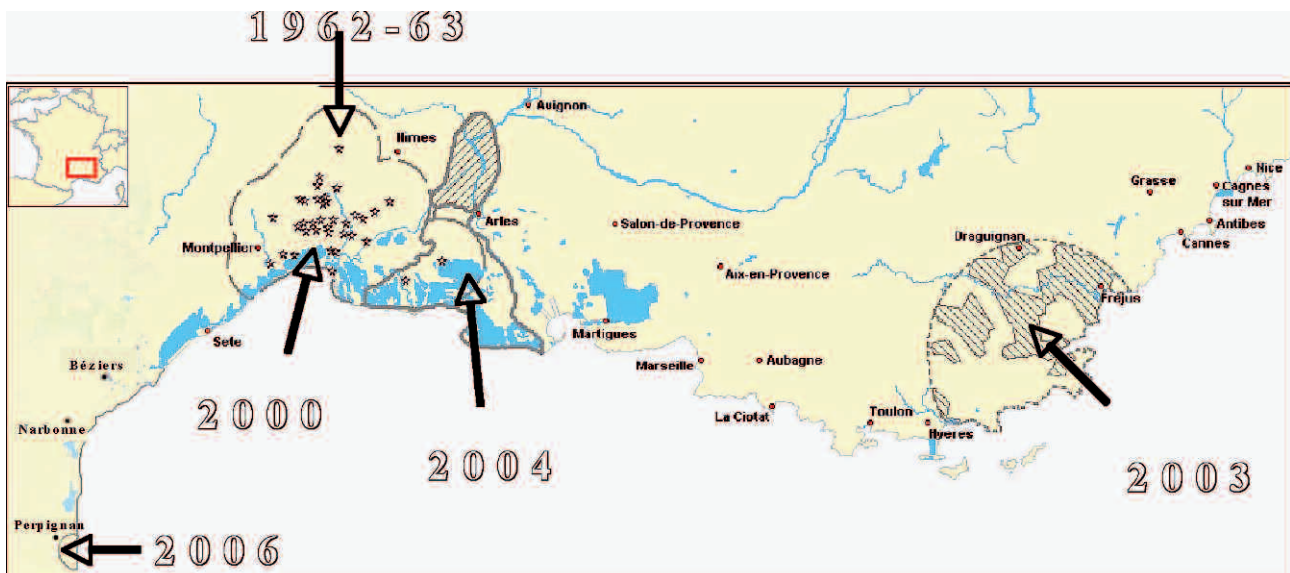 1962-63
Avignon
Nimes
Nice
Grasse
Cagnes
sur Mer
Arles
Salon-de-Provence
Antibes
Montpellier
Draguignan
Cannes
Aix-en-Provence
Fréjus
Martigues
Sete
Marseille
Aubagne
Béziers
La Ciotat
2000
Toulon
Narbonne
Hyeres
2004
2003
Perpignan
2006